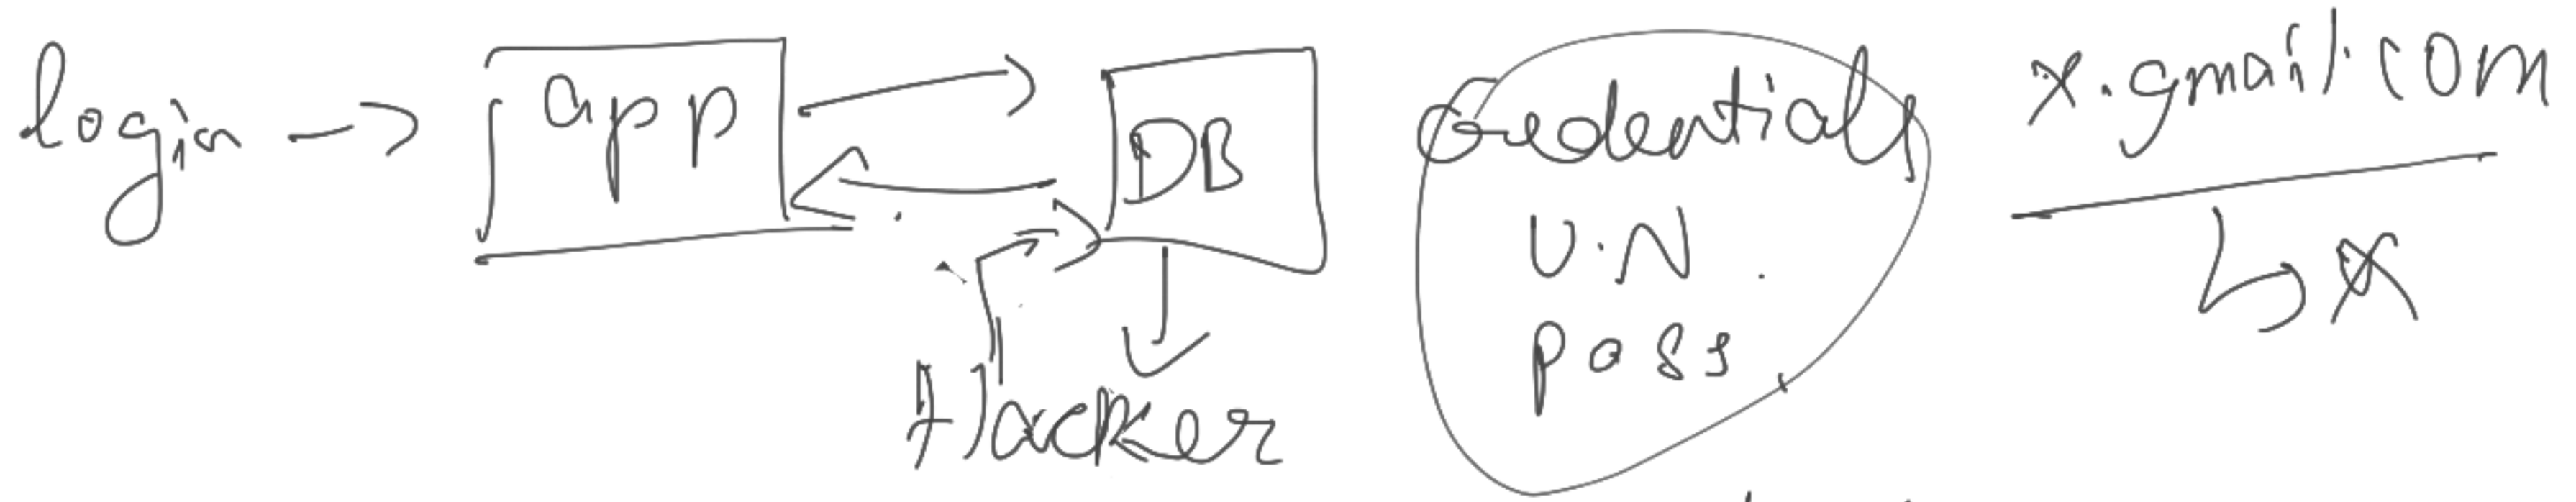 login → app → DB
Hacker
Credentials
U.N.
pass
x.gmail.com
↳ x